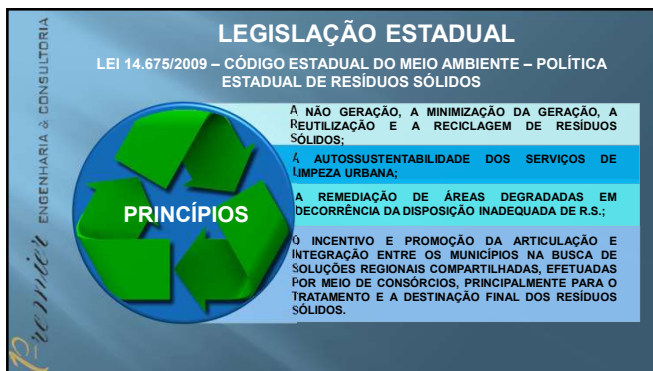 LEGISLAÇÃO ESTADUAL
LEI 14.675/2009 – CÓDIGO ESTADUAL DO MEIO AMBIENTE – POLÍTICA
ESTADUAL DE RESÍDUOS SÓLIDOS
PRINCÍPIOS
A NÃO GERAÇÃO, A MINIMIZAÇÃO DA GERAÇÃO, A
REUTILIZAÇÃO E A RECICLAGEM DE RESÍDUOS
SÓLIDOS;
A AUTOSSUSTENTABILIDADE DOS SERVIÇOS DE
LIMPEZA URBANA;
A REMEDIAÇÃO DE ÁREAS DEGRADADAS EM
DECORRÊNCIA DA DISPOSIÇÃO INADEQUADA DE R.S.;
O INCENTIVO E PROMOÇÃO DA ARTICULAÇÃO E
INTEGRAÇÃO ENTRE OS MUNICÍPIOS NA BUSCA DE
SOLUÇÕES REGIONAIS COMPARTILHADAS, EFETUADAS
POR MEIO DE CONSÓRCIOS, PRINCIPALMENTE PARA O
TRATAMENTO E A DESTINAÇÃO FINAL DOS RESÍDUOS
SÓLIDOS.
Premier ENGENHARIA & CONSULTORIA